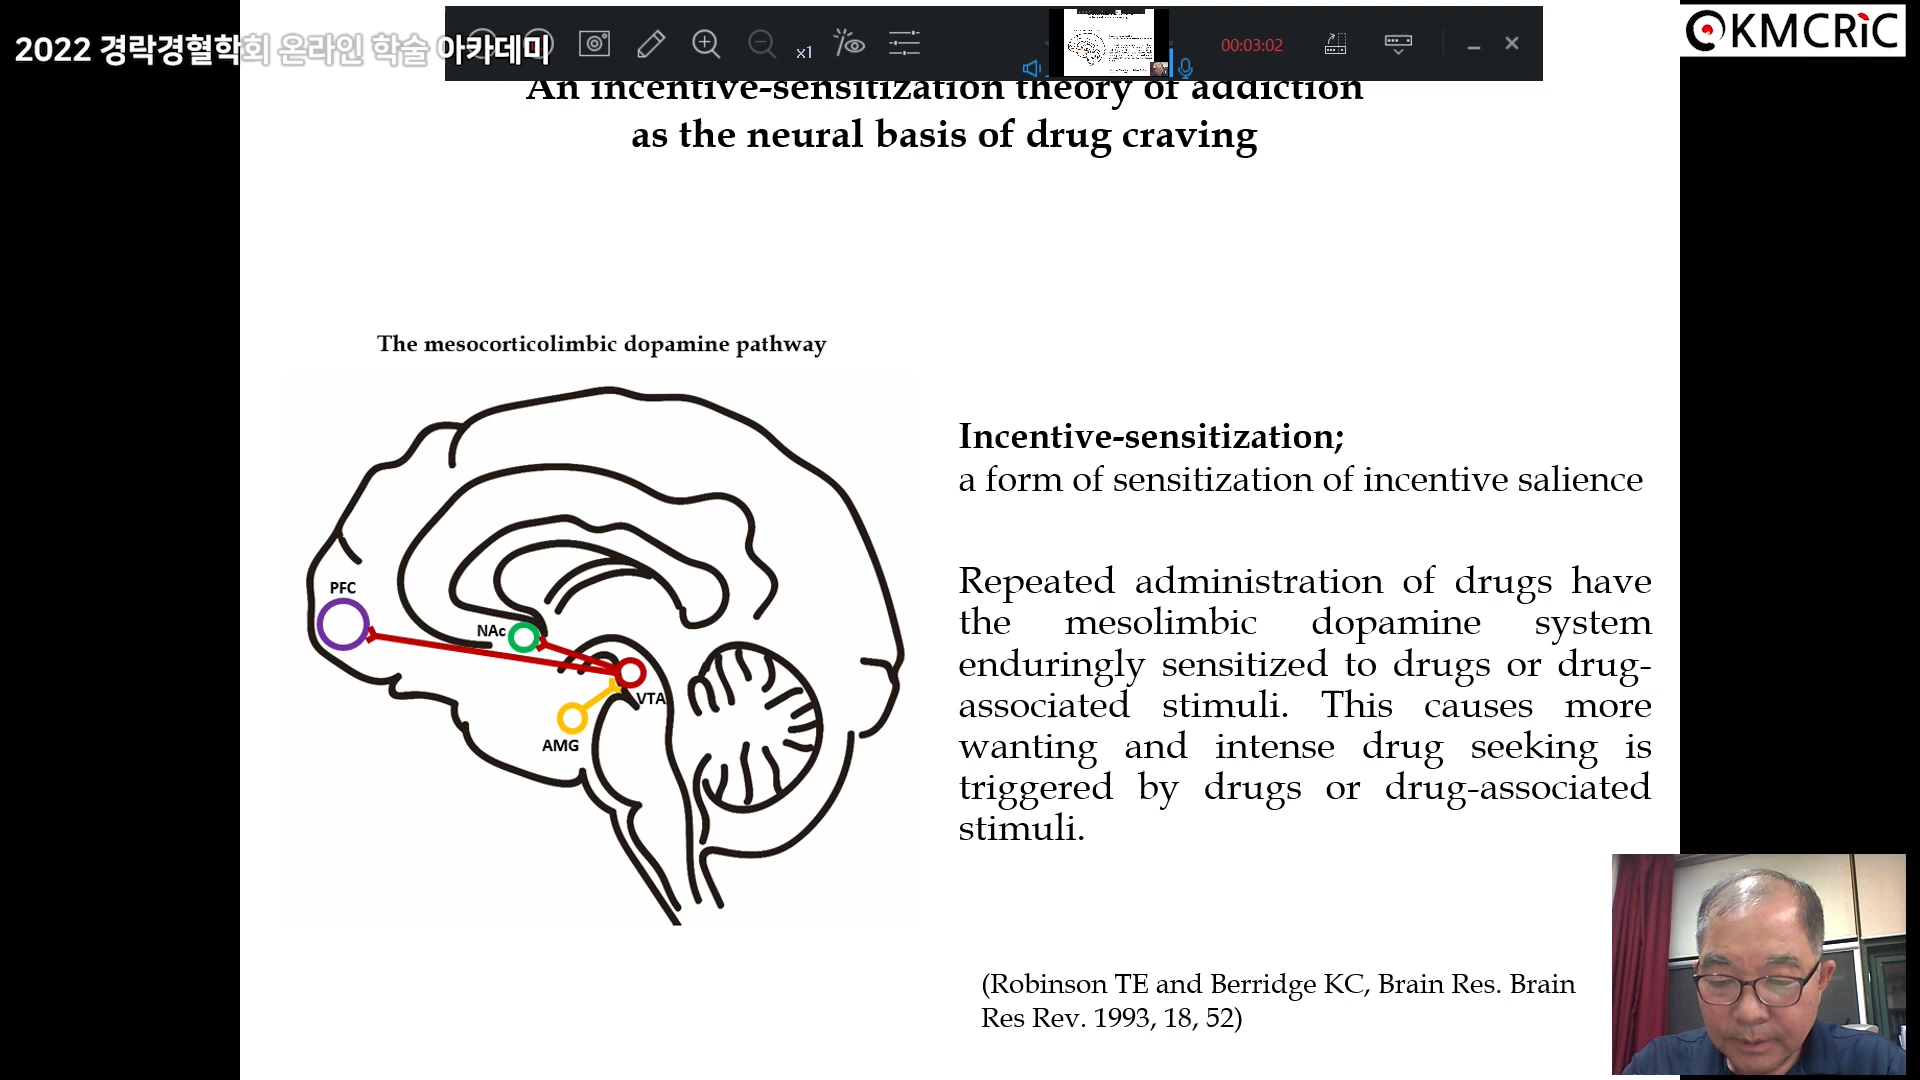 2022 경락경혈학회 온라인 학술 아카데미
x1
00:03:02
KMCRiC
An incentive-sensitization theory of addiction
as the neural basis of drug craving
The mesocorticolimbic dopamine pathway
PFC
NAc
VTA
AMG
Incentive-sensitization;
a form of sensitization of incentive salience
Repeated administration of drugs have
the mesolimbic dopamine system
enduringly sensitized to drugs or drug-
associated stimuli. This causes more
wanting and intense drug seeking is
triggered by drugs or drug-associated
stimuli.
(Robinson TE and Berridge KC, Brain Res. Brain
Res Rev. 1993, 18, 52)